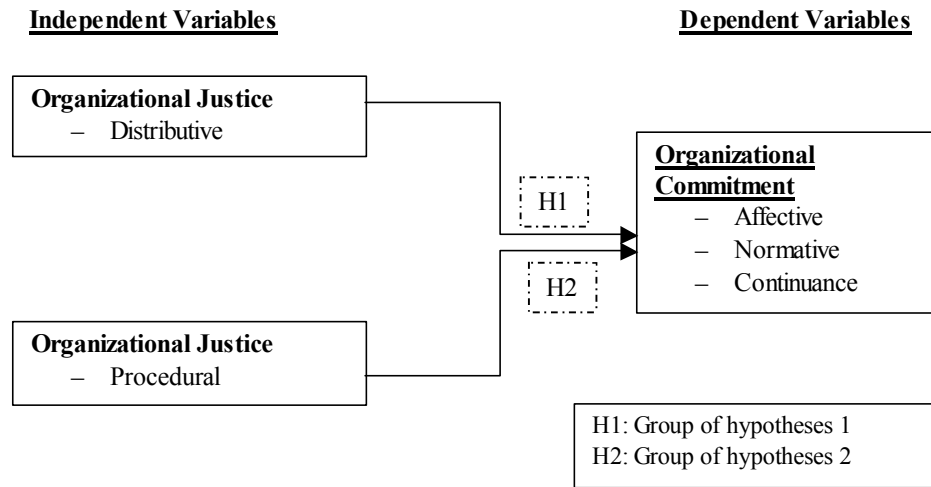 Independent Variables
Dependent Variables
Organizational Justice
– Distributive
H1
Organizational
Commitment
– Affective
– Normative
– Continuance
H2
Organizational Justice
– Procedural
H1: Group of hypotheses 1
H2: Group of hypotheses 2